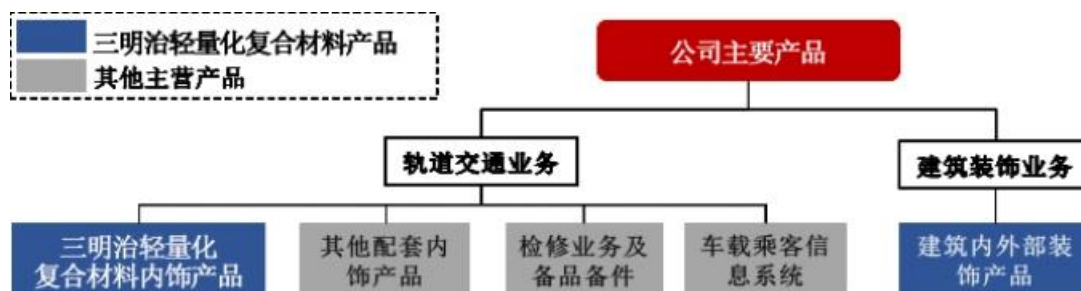 三明治轻量化复合材料产品
其他主营产品
公司主要产品
轨道交通业务
建筑装饰业务
三明治轻量化
复合材料内饰产品
其他配套内
饰产品
检修业务及
备品备件
车载乘客信
息系统
建筑内外部装
饰产品